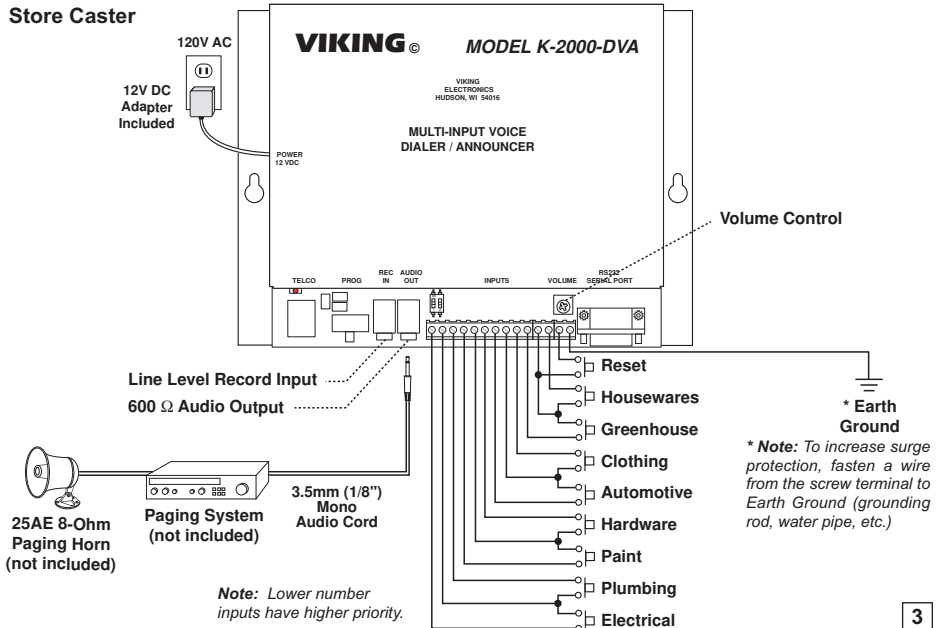 Store Caster
120V AC
12V DC
Adapter
Included
VIKING ©
MODEL K-2000-DVA
VIKING
ELECTRONICS
HUDSON, WI 54016
MULTI-INPUT VOICE
DIALER / ANNOUNCER
POWER
12 VDC
Volume Control
TELCO
PROG
REC
IN
AUDIO
OUT
INPUTS
VOLUME
RS232
SERIAL PORT
Line Level Record Input
600 Ω Audio Output
Reset
Housewares
Greenhouse
Clothing
Automotive
Hardware
Paint
Plumbing
Electrical
* Earth
Ground
* Note: To increase surge
protection, fasten a wire
from the screw terminal to
Earth Ground (grounding
rod, water pipe, etc.)
25AE 8-Ohm
Paging Horn
(not included)
Paging System
(not included)
3.5mm (1/8")
Mono
Audio Cord
Note: Lower number
inputs have higher priority.
3